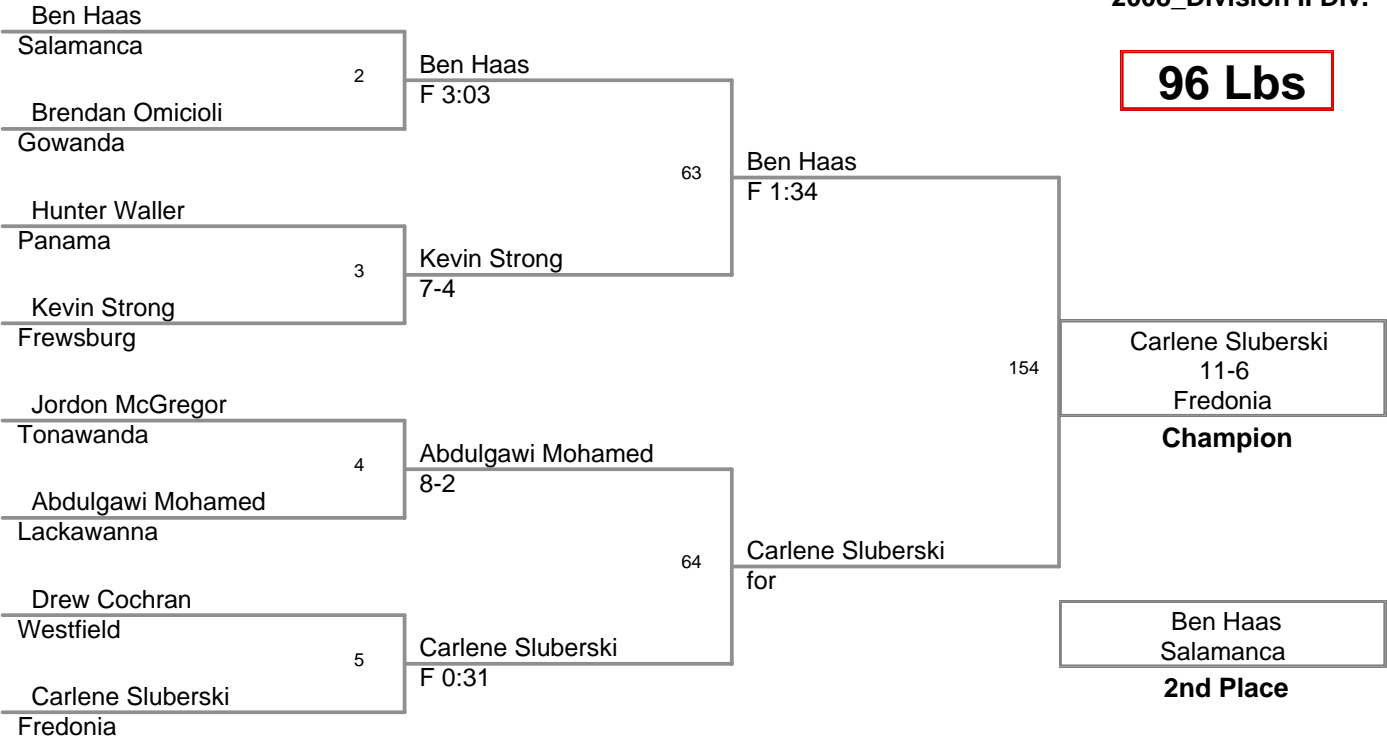 2008_Division II Div.
96 Lbs
Ben Haas
Salamanca
2
Brendan Omicioli
Gowanda
Hunter Waller
Panama
3
Kevin Strong
Frewsburg
Jordon McGregor
Tonawanda
4
Abdulgawi Mohamed
Lackawanna
Drew Cochran
Westfield
5
Carlene Sluberski
Fredonia
Ben Haas
F 3:03
63
Kevin Strong
7-4
Abdulgawi Mohamed
8-2
64
Carlene Sluberski
F 0:31
Ben Haas
F 1:34
154
Carlene Sluberski
for
Carlene Sluberski
11-6
Fredonia
Champion
Ben Haas
Salamanca
2nd Place